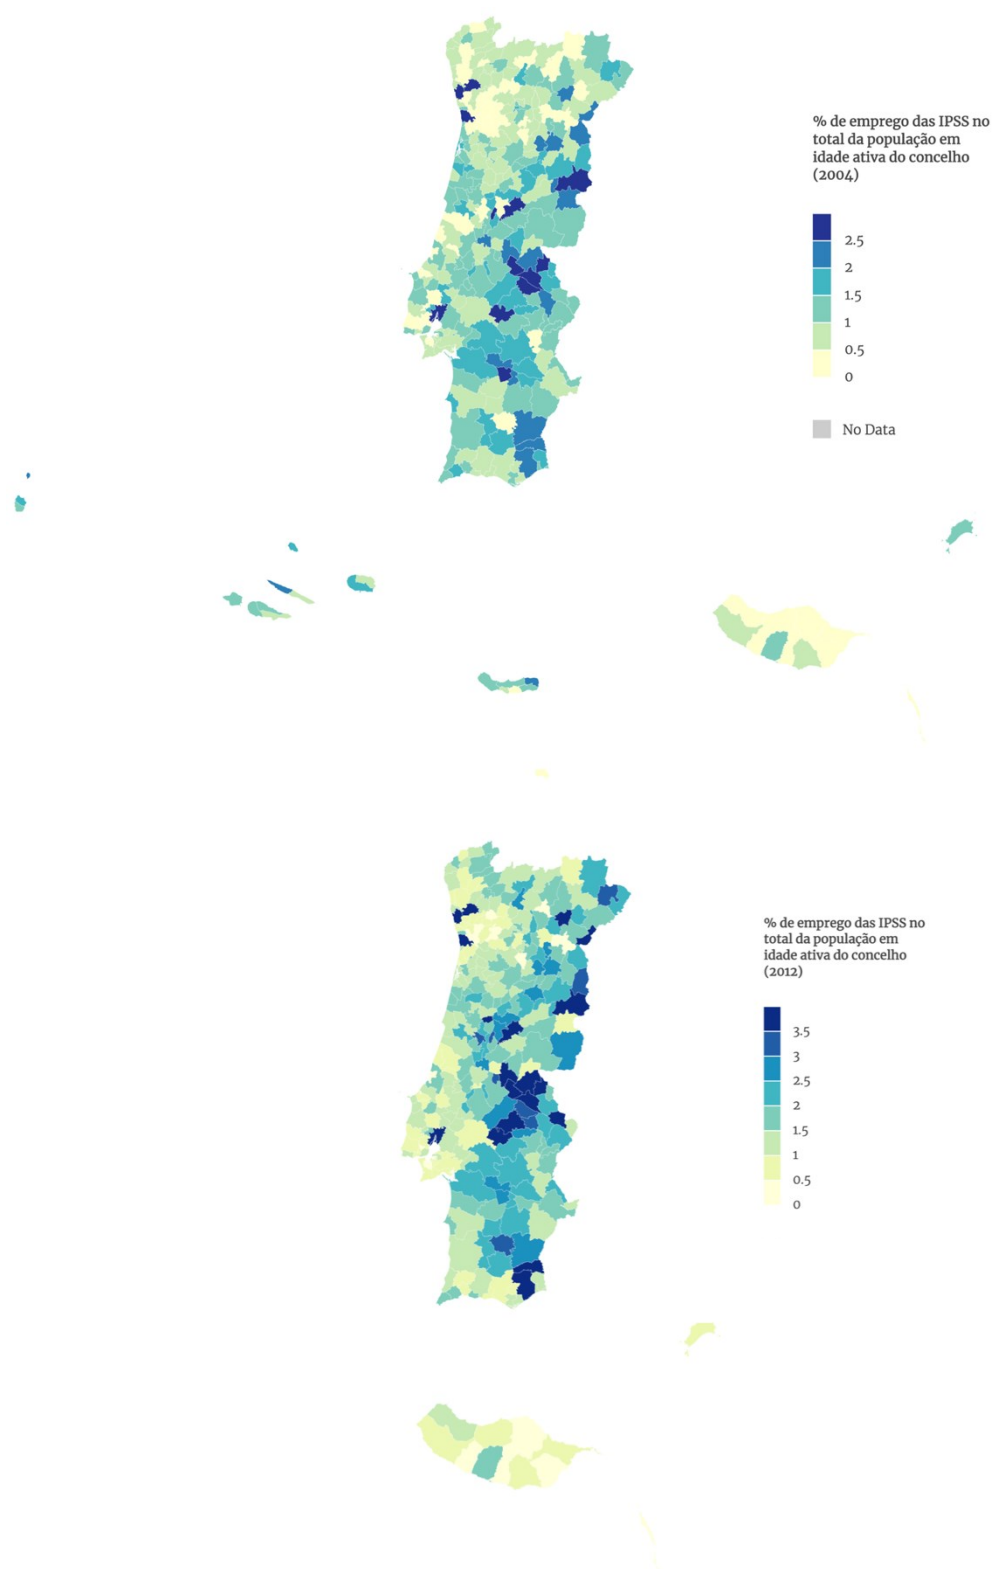 % de emprego das IPSS no
total da população em
idade ativa do concelho
(2004)
2.5
2
1.5
1
0.5
0
No Data
% de emprego das IPSS no
total da população em
idade ativa do concelho
(2012)
3.5
3
2.5
2
1.5
1
0.5
0